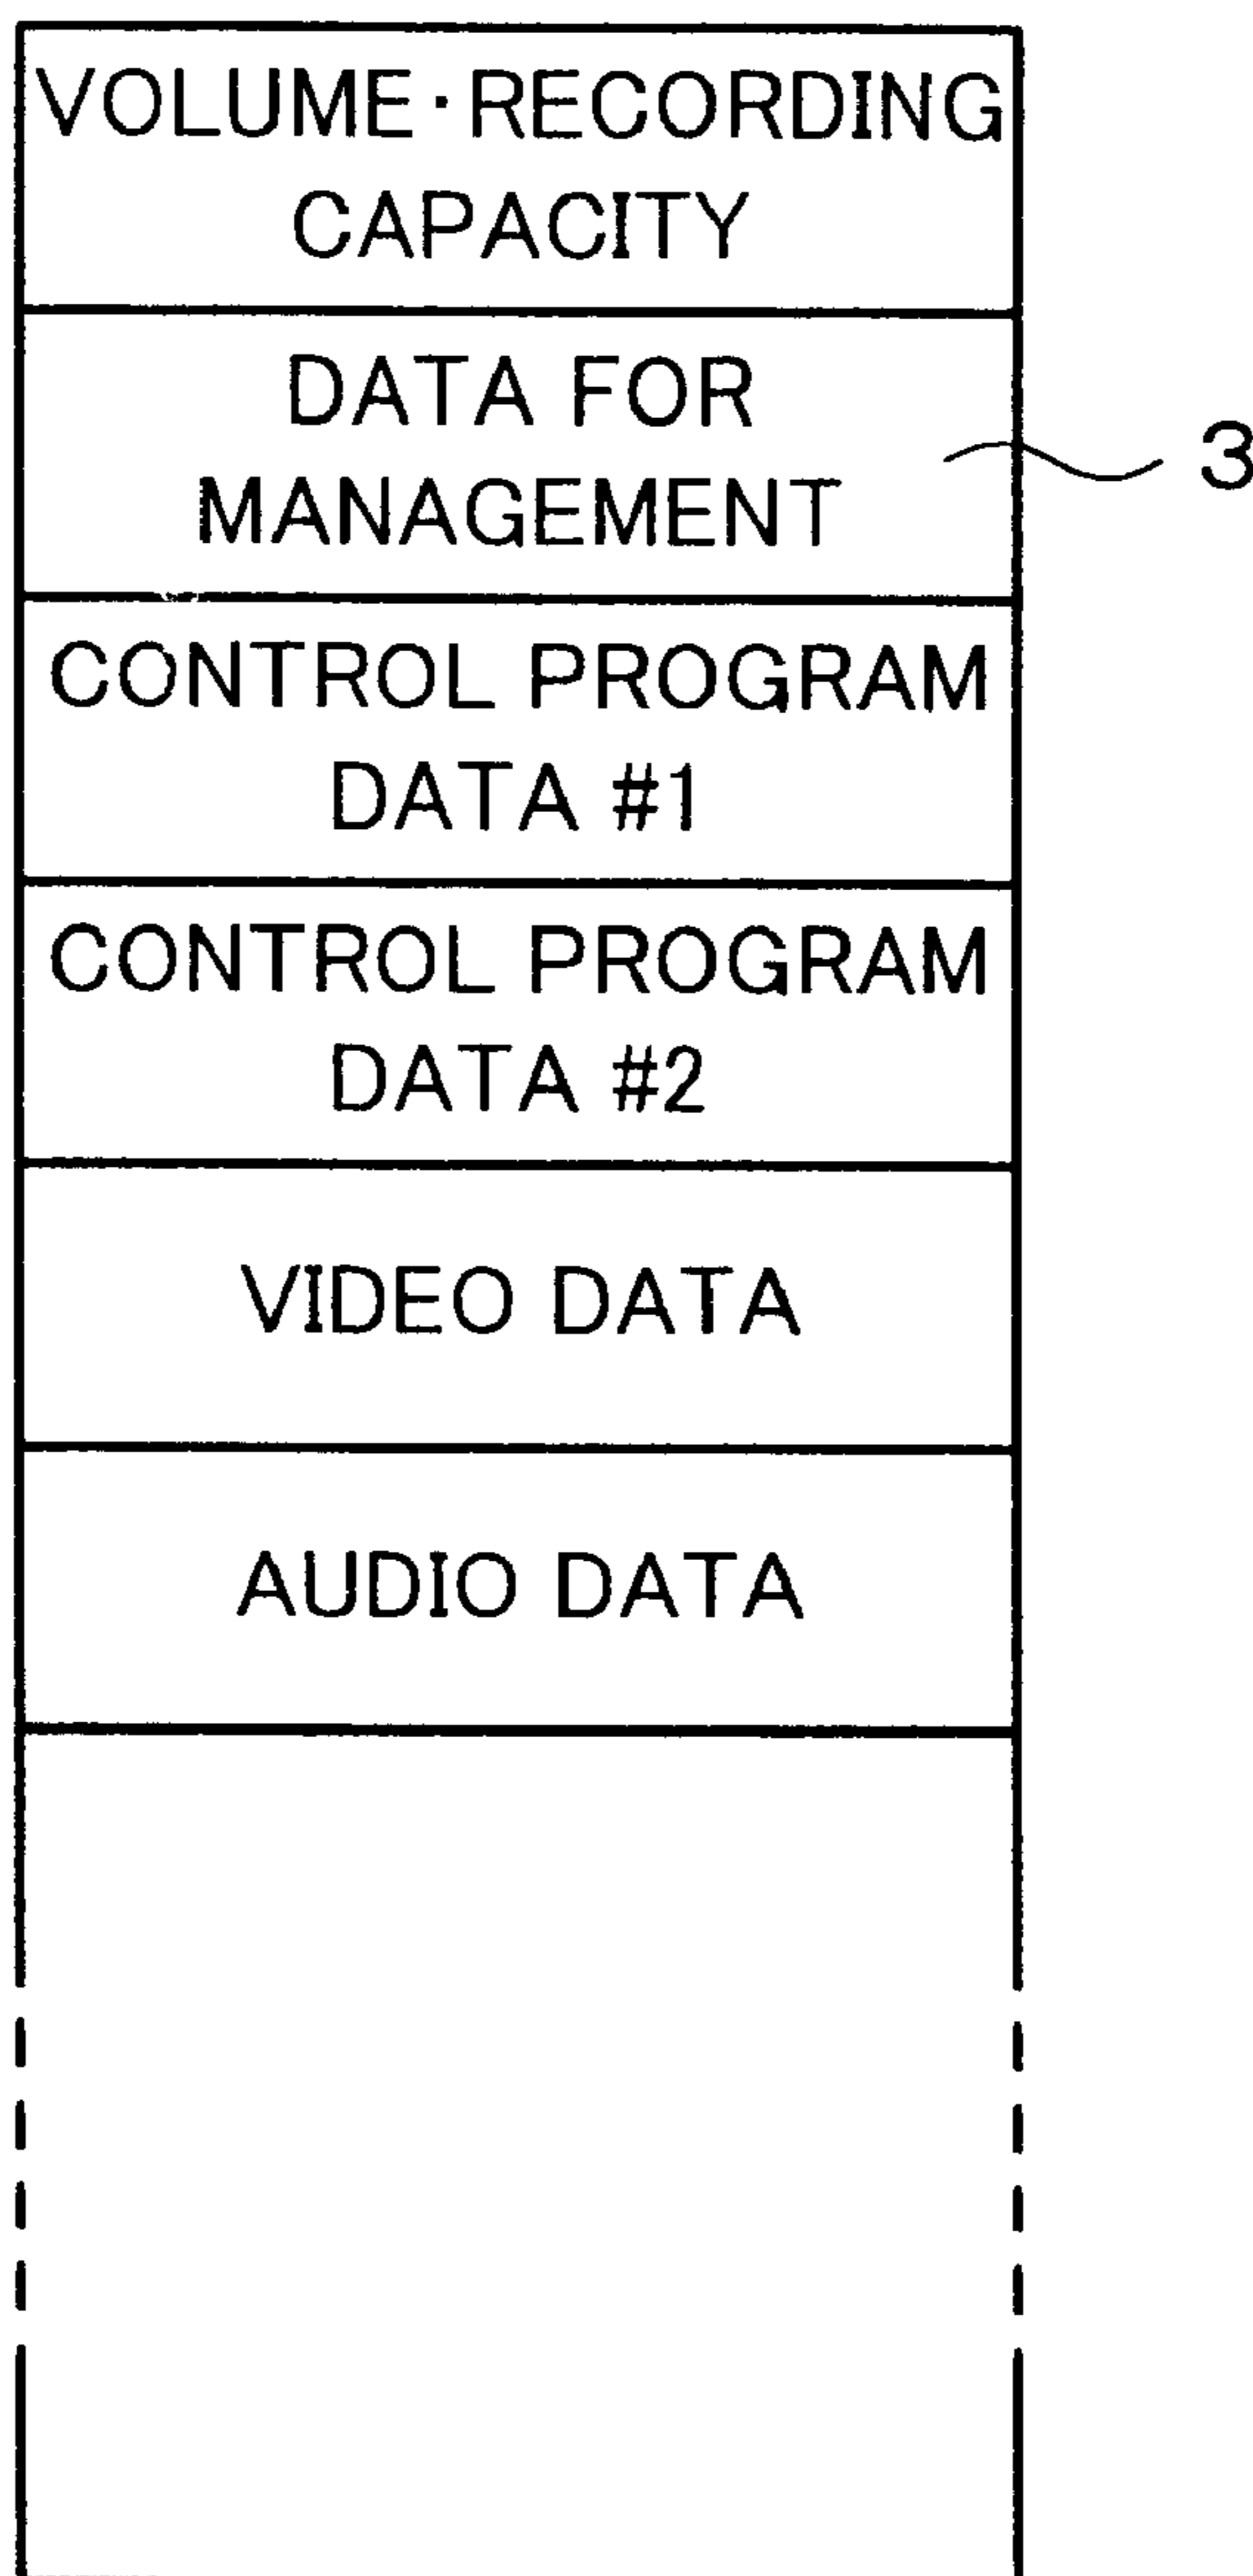 VOLUME・RECORDING
CAPACITY
DATA FOR
MANAGEMENT
3
CONTROL PROGRAM
DATA #1
CONTROL PROGRAM
DATA #2
VIDEO DATA
AUDIO DATA